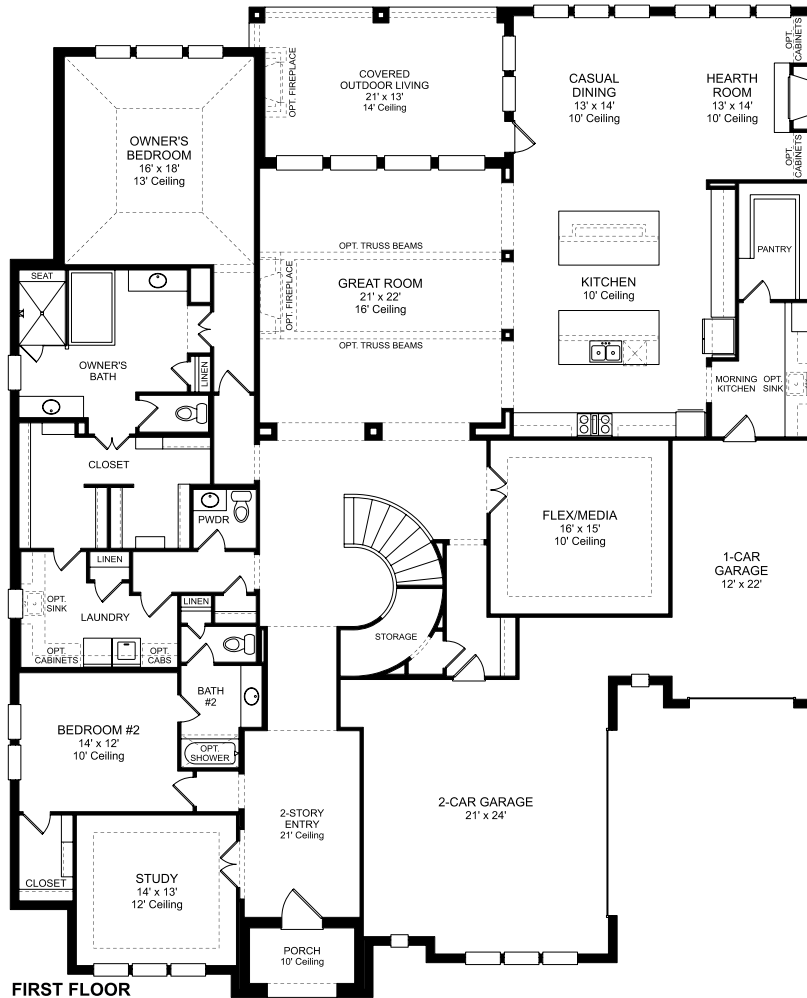 OPT. FIREPLACE
COVERED
OUTDOOR LIVING
21' x 13'
14' Ceiling
CASUAL
DINING
13' x 14'
10' Ceiling
HEARTH
ROOM
13' x 14'
10' Ceiling
OPT.
CABINETS
OPT.
CABINETS
OWNER'S
BEDROOM
16' x 18'
13' Ceiling
OPT. TRUSS BEAMS
OPT. FIREPLACE
GREAT ROOM
21' x 22'
16' Ceiling
OPT. TRUSS BEAMS
KITCHEN
10' Ceiling
PANTRY
SEAT
OWNER'S
BATH
LINEN
MORNING
KITCHEN
OPT.
SINK
CLOSET
PWDR
FLEX/MEDIA
16' x 15'
10' Ceiling
1-CAR
GARAGE
12' x 22'
LINEN
OPT.
SINK
LAUNDRY
LINEN
OPT.
CABINETS
OPT.
CABS
STORAGE
BATH
#2
BEDROOM #2
14' x 12'
10' Ceiling
OPT.
SHOWER
2-STORY
ENTRY
21' Ceiling
2-CAR GARAGE
21' x 24'
CLOSET
STUDY
14' x 13'
12' Ceiling
PORCH
10' Ceiling
FIRST FLOOR